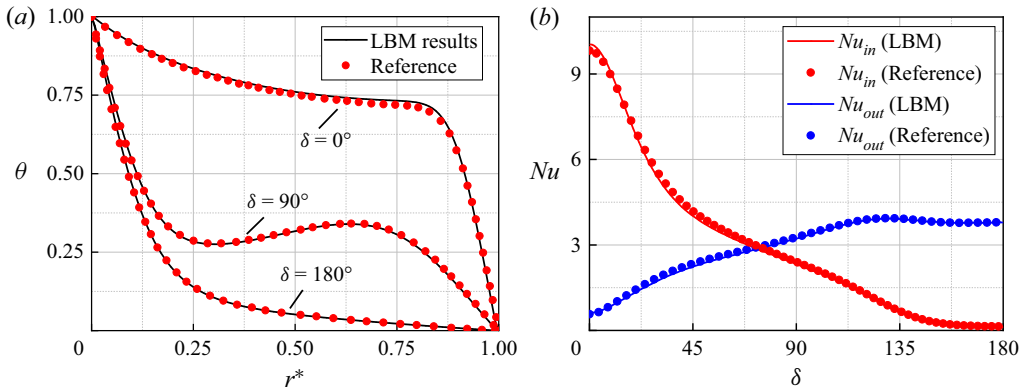 (a)
1.00
0.75
0.50
0.25
0
0.25
0.50
0.75
1.00
θ
r*
LBM results
Reference
δ = 0°
δ = 90°
δ = 180°
(b)
9
6
3
0
45
90
135
180
Nu
δ
Nu_in (LBM)
Nu_in (Reference)
Nu_out (LBM)
Nu_out (Reference)